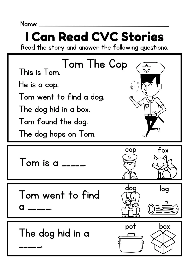 Name:
I Can Read CVC Stories
Read the story and answer the following questions.
Tom The Cop
This is Tom.
He is a cop.
Tom went to find a dog.
The dog hid in a box.
Tom found the dog.
The dog hops on Tom.
cop fox
Tom is a _____
dog log
Tom went to find
a _____
pot box
The dog hid in a
_____.